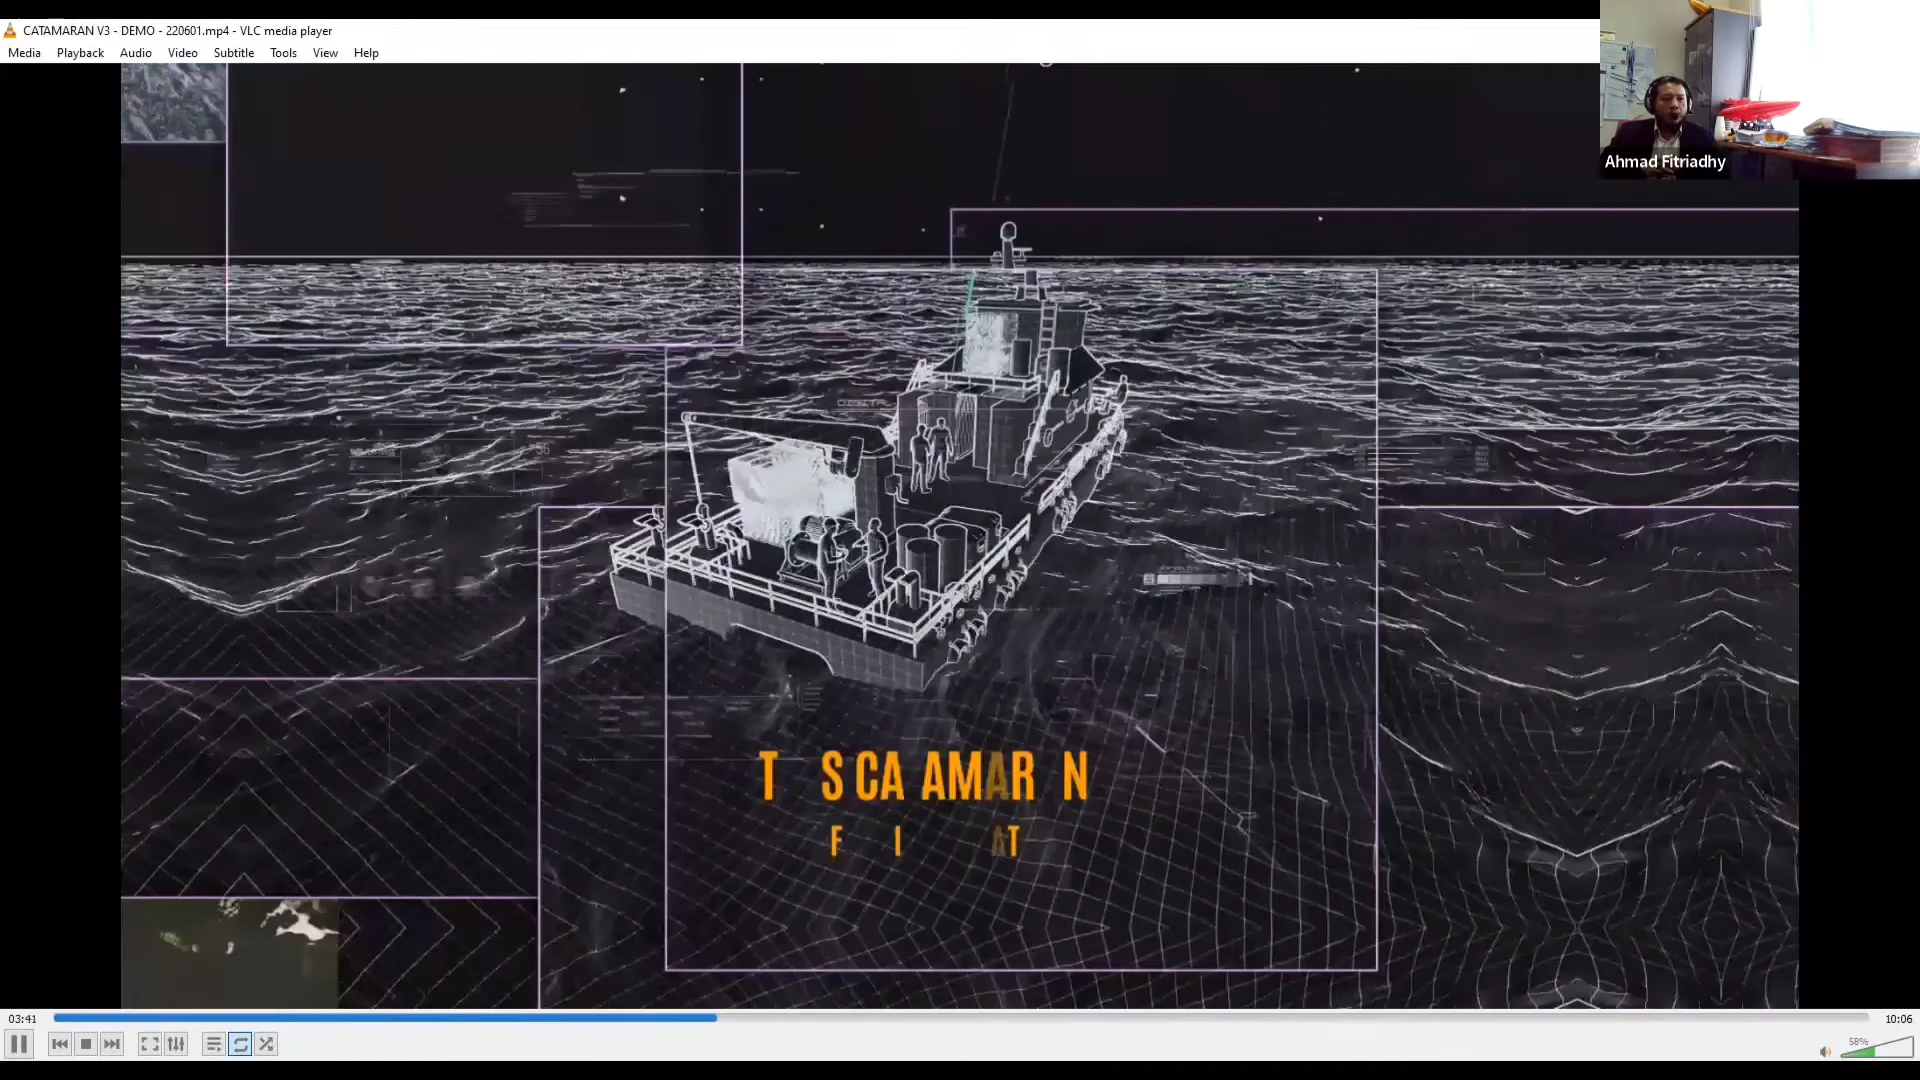 CATAMARAN V3 - DEMO - 220601.mp4 - VLC media player
Media Playback Audio Video Subtitle Tools View Help
Ahmad Fitriadhy
T S CA AMAR N
F I AT
03:41
10:06
58%